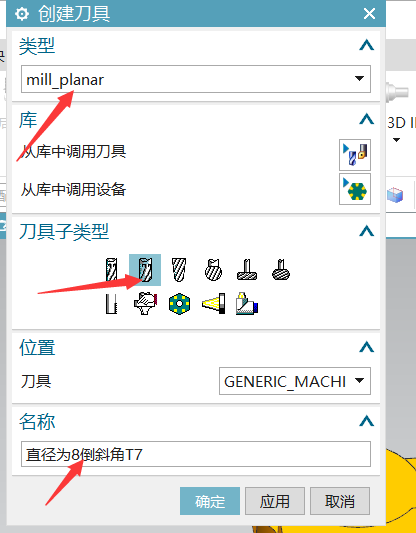 创建刀具
类型
mill_planar
库
从库中调用刀具
3D
从库中调用设备
刀具子类型
位置
刀具
GENERIC_MACHI
名称
直径为8倒斜角T7
确定
应用
取消